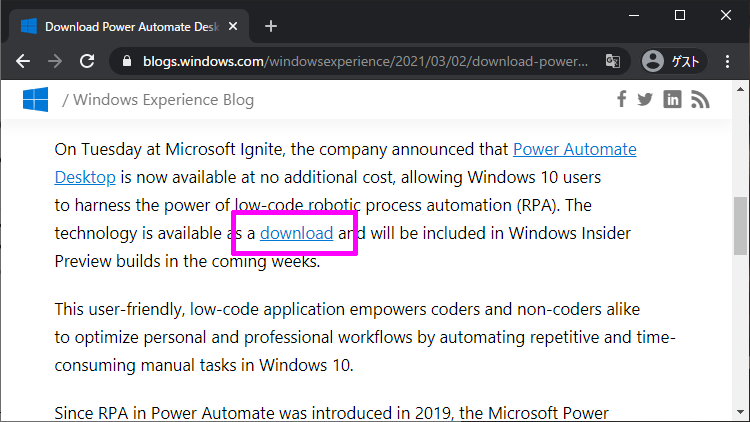 Download Power Automate Desk
blogs.windows.com/windowsexperience/2021/03/02/download-power...
ゲスト
/ Windows Experience Blog
On Tuesday at Microsoft Ignite, the company announced that Power Automate
Desktop is now available at no additional cost, allowing Windows 10 users
to harness the power of low-code robotic process automation (RPA). The
technology is available as a download and will be included in Windows Insider
Preview builds in the coming weeks.
This user-friendly, low-code application empowers coders and non-coders alike
to optimize personal and professional workflows by automating repetitive and time-
consuming manual tasks in Windows 10.
Since RPA in Power Automate was introduced in 2019, the Microsoft Power